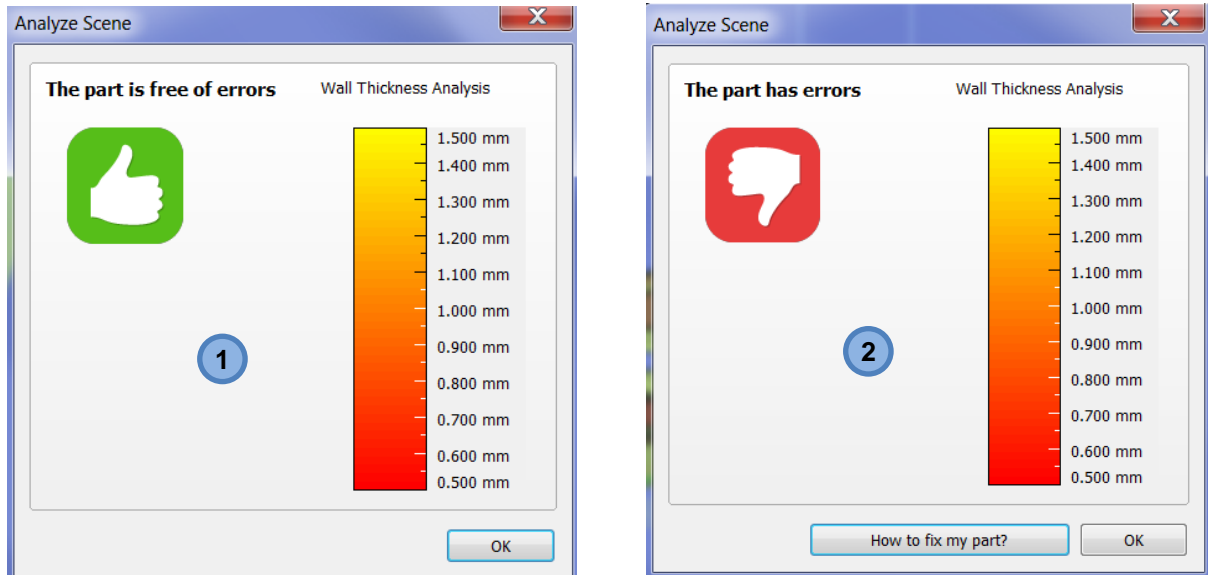 Analyze Scene
The part is free of errors
Wall Thickness Analysis
1.500 mm
1.400 mm
1.300 mm
1.200 mm
1.100 mm
1.000 mm
0.900 mm
0.800 mm
0.700 mm
0.600 mm
0.500 mm
1
OK
Analyze Scene
The part has errors
Wall Thickness Analysis
1.500 mm
1.400 mm
1.300 mm
1.200 mm
1.100 mm
1.000 mm
0.900 mm
0.800 mm
0.700 mm
0.600 mm
0.500 mm
2
How to fix my part?
OK